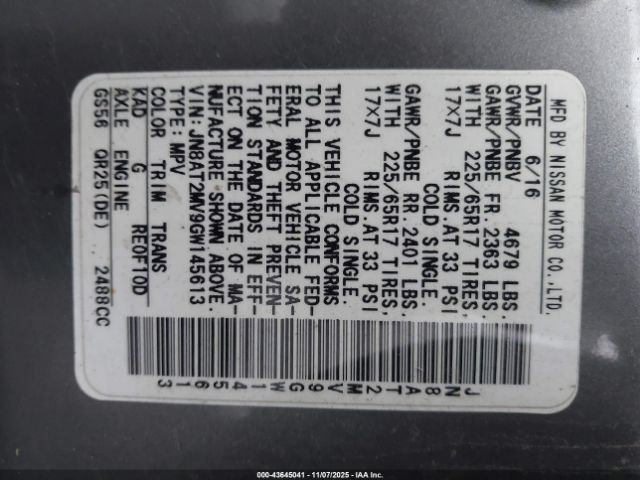 MFD BY NISSAN MOTOR CO.,LTD.
DATE 6/16
GVWR/PNBV 4679 LBS
GAWR/PNBE FR. 2363 LBS.
WITH 225/65R17 TIRES,
17X7J RIMS.AT 33 PSI
COLD SINGLE.
GAWR/PNBE RR 2401 LBS.
WITH 225/65R17 TIRES,
17X7J RIMS.AT 33 PSI
COLD SINGLE.
THIS VEHICLE CONFORMS
TO ALL APPLICABLE FED-
ERAL MOTOR VEHICLE SA-
FETY AND THEFT PREVEN-
TION STANDARDS IN EFF-
ECT ON THE DATE OF MA-
NUFACTURE SHOWN ABOVE.
VIN:JN8AT2MV9GW145613
TYPE:MPV
COLOR TRIM TRANS
KAD G RE0F10D
AXLE ENGINE
GS56 QR25(DE) 2488CC
JN8AT2MV9GW145613
000-43645041 - 11/07/2025 - IAA Inc.